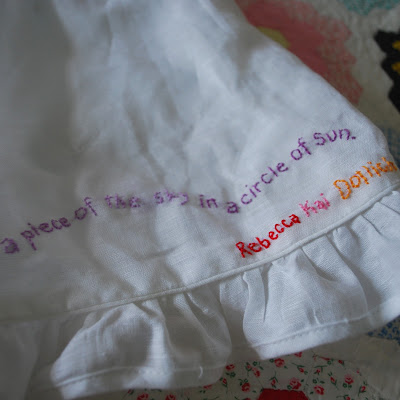 a piece of the sky in a circle of sun.
Rebecca Kai